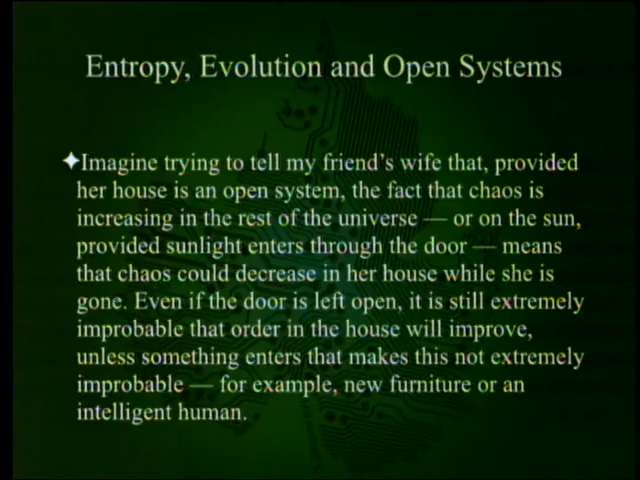 Entropy, Evolution and Open Systems
Imagine trying to tell my friend's wife that, provided
her house is an open system, the fact that chaos is
increasing in the rest of the universe — or on the sun,
provided sunlight enters through the door — means
that chaos could decrease in her house while she is
gone. Even if the door is left open, it is still extremely
improbable that order in the house will improve,
unless something enters that makes this not extremely
improbable — for example, new furniture or an
intelligent human.